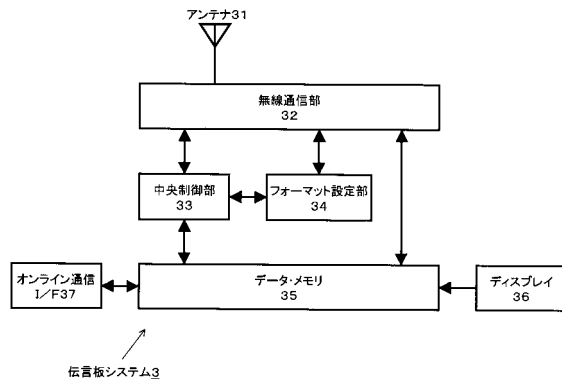 アンテナ31
無線通信部
32
中央制御部
33
フォーマット設定部
34
オンライン通信
I/F37
データ・メモリ
35
ディスプレイ
36
伝言板システム3